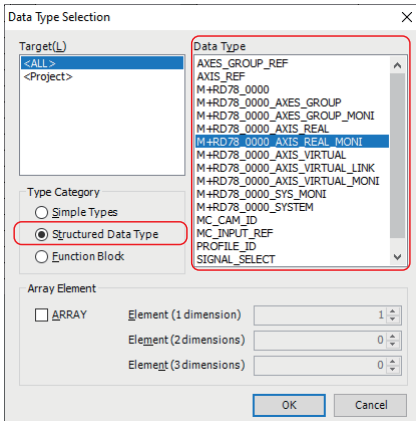 Data Type Selection
Target(L)
<ALL>
<Project>
Data Type
AXES_GROUP_REF
AXIS_REF
M+RD78_0000
M+RD78_0000_AXES_GROUP
M+RD78_0000_AXES_GROUP_MONI
M+RD78_0000_AXIS_REAL
M+RD78_0000_AXIS_REAL_MONI
M+RD78_0000_AXIS_VIRTUAL
M+RD78_0000_AXIS_VIRTUAL_LINK
M+RD78_0000_AXIS_VIRTUAL_MONI
M+RD78_0000_SYS_MONI
M+RD78_0000_SYSTEM
MC_CAM_ID
MC_INPUT_REF
PROFILE_ID
SIGNAL_SELECT
Type Category
Simple Types
Structured Data Type
Function Block
Array Element
ARRAY
Element (1 dimension) 1
Element (2 dimensions) 0
Element (3 dimensions) 0
OK Cancel